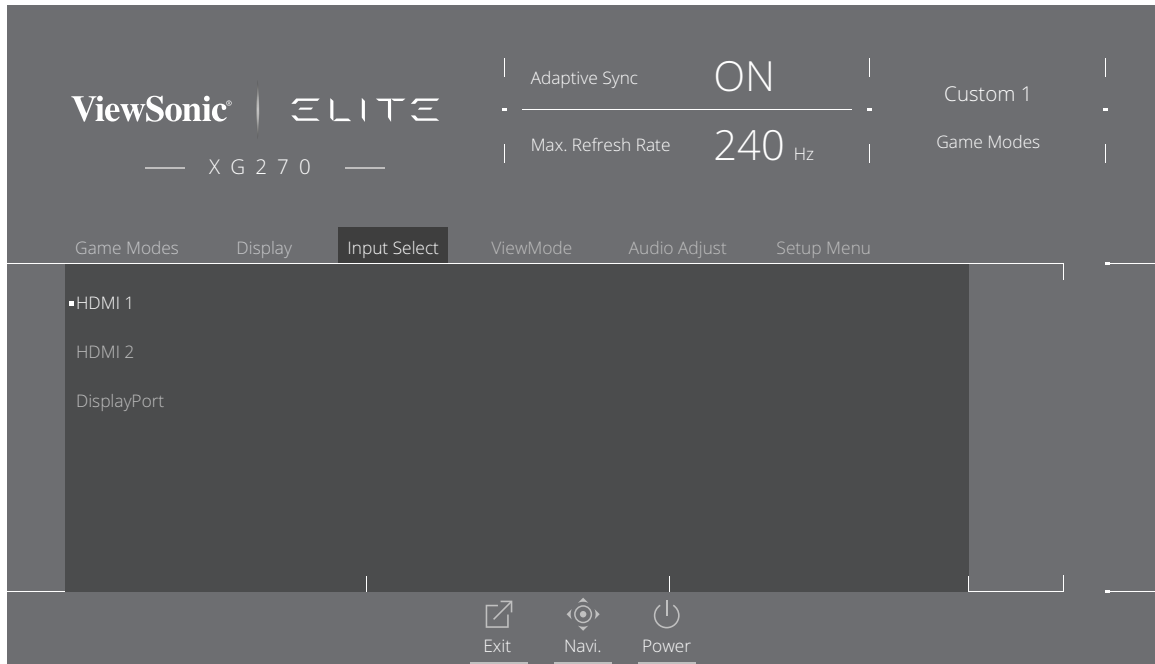 ViewSonic® ELITE
XG270
Adaptive Sync ON
Max. Refresh Rate 240 Hz
Custom 1
Game Modes
Game Modes Display Input Select ViewMode Audio Adjust Setup Menu
HDMI 1
HDMI 2
DisplayPort
Exit Navi. Power